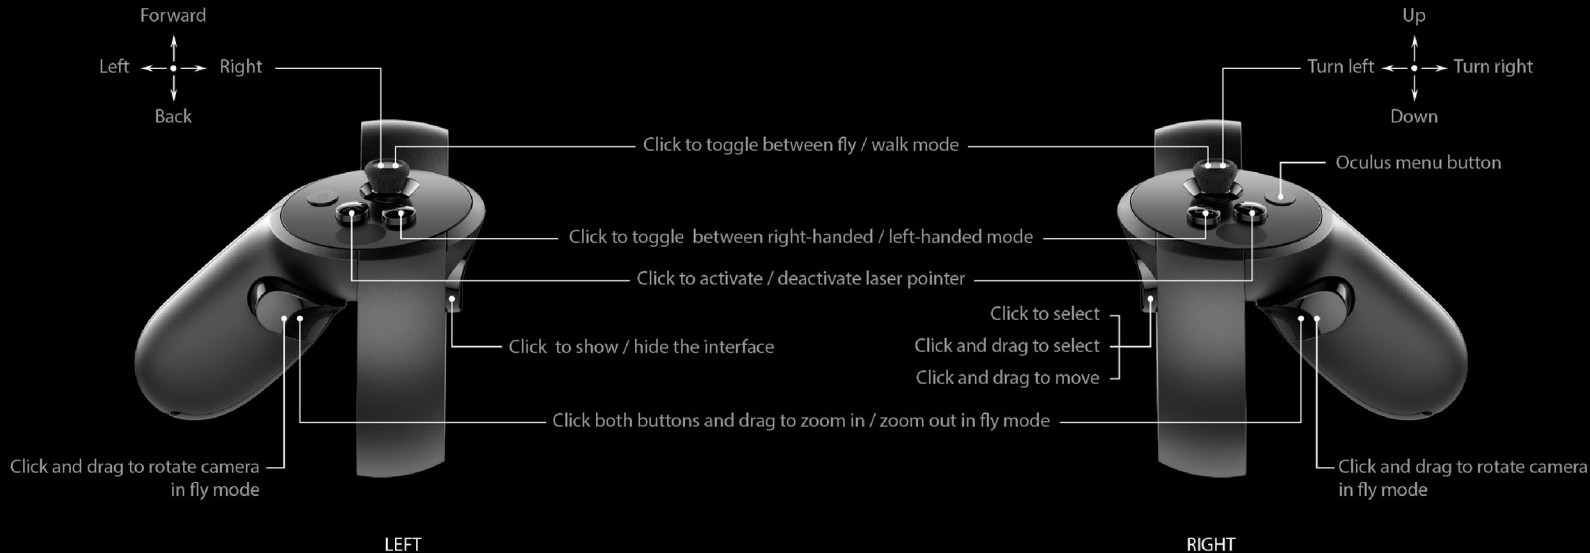 Forward
Left
Right
Back
Up
Turn left
Turn right
Down
Click to toggle between fly / walk mode
Oculus menu button
Click to toggle between right-handed / left-handed mode
Click to activate / deactivate laser pointer
Click to select
Click to show / hide the interface
Click and drag to select
Click and drag to move
Click both buttons and drag to zoom in / zoom out in fly mode
Click and drag to rotate camera
in fly mode
Click and drag to rotate camera
in fly mode
LEFT
RIGHT